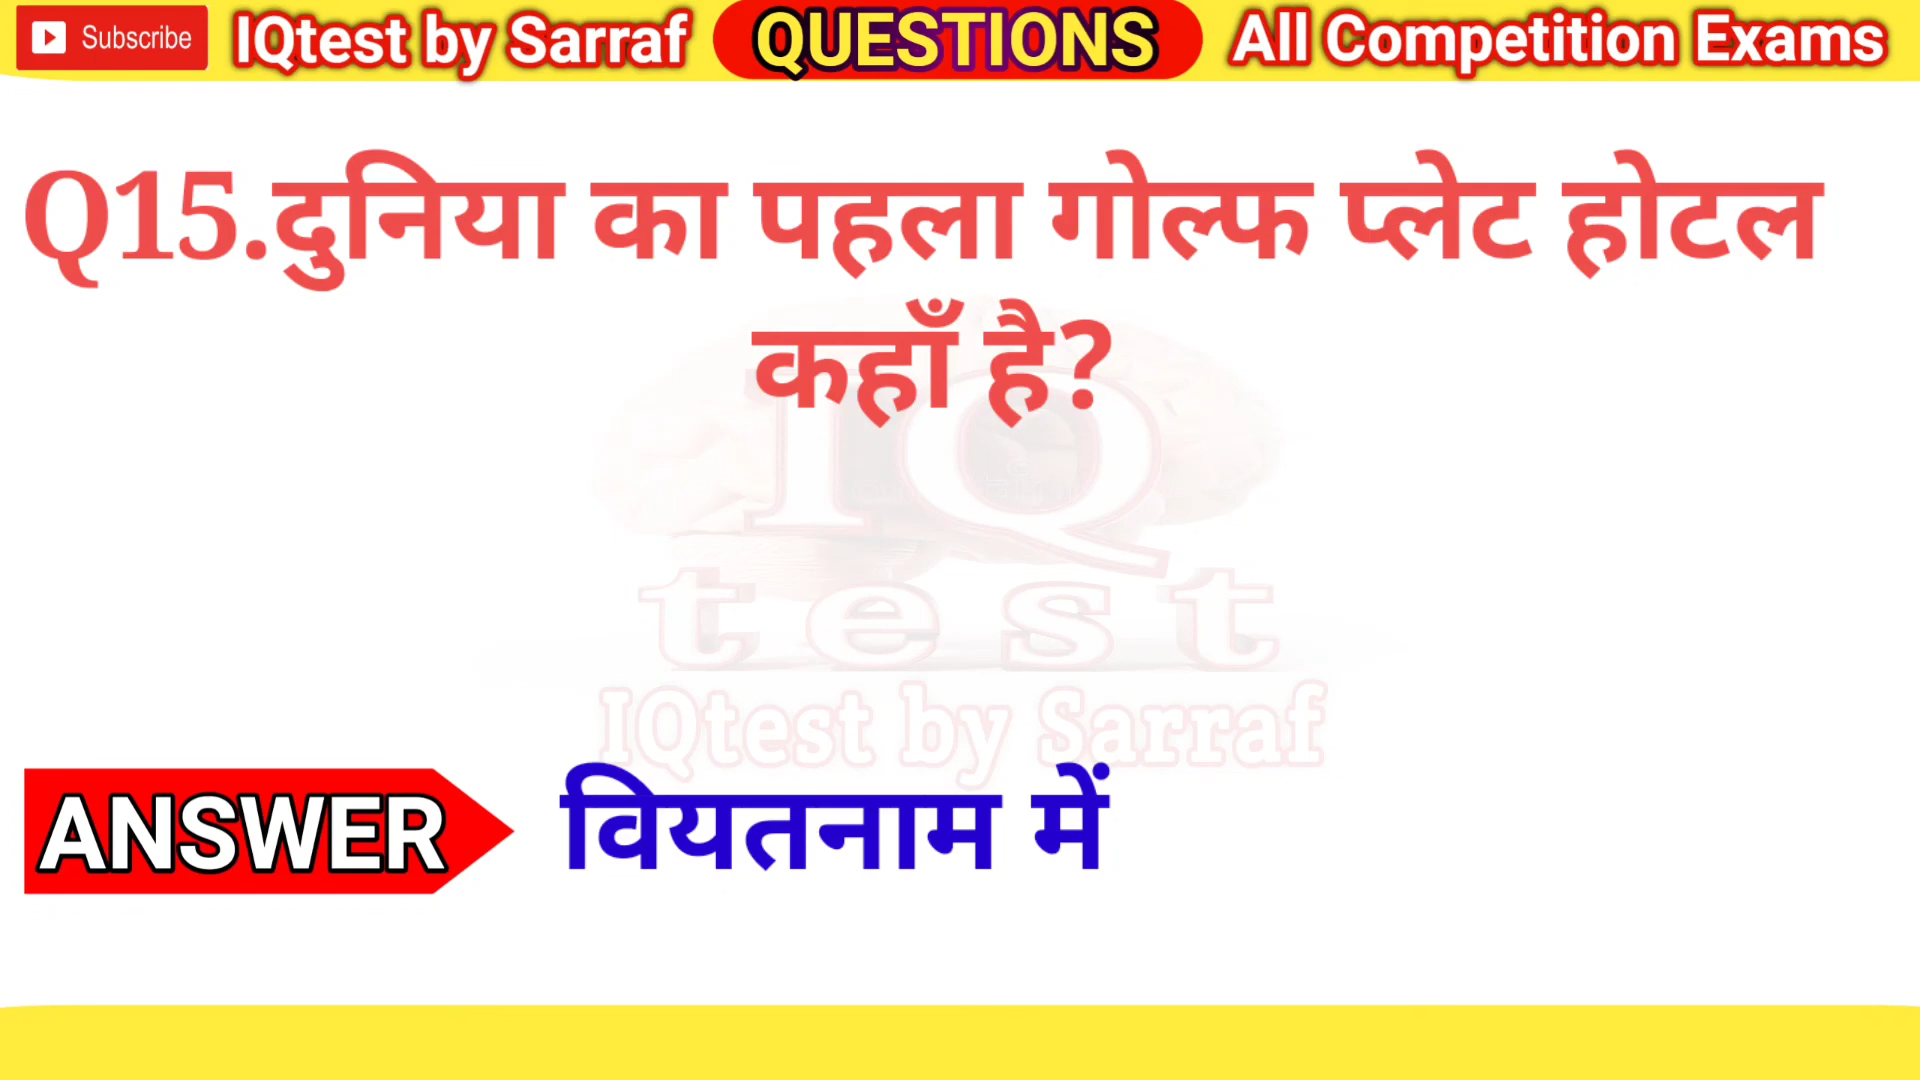 Subscribe IQtest by Sarraf QUESTIONS All Competition Exams
Q15.दुनिया का पहला गोल्फ प्लेट होटल
कहाँ है?
IQ
test
IQtest by Sarraf
ANSWER वियतनाम में